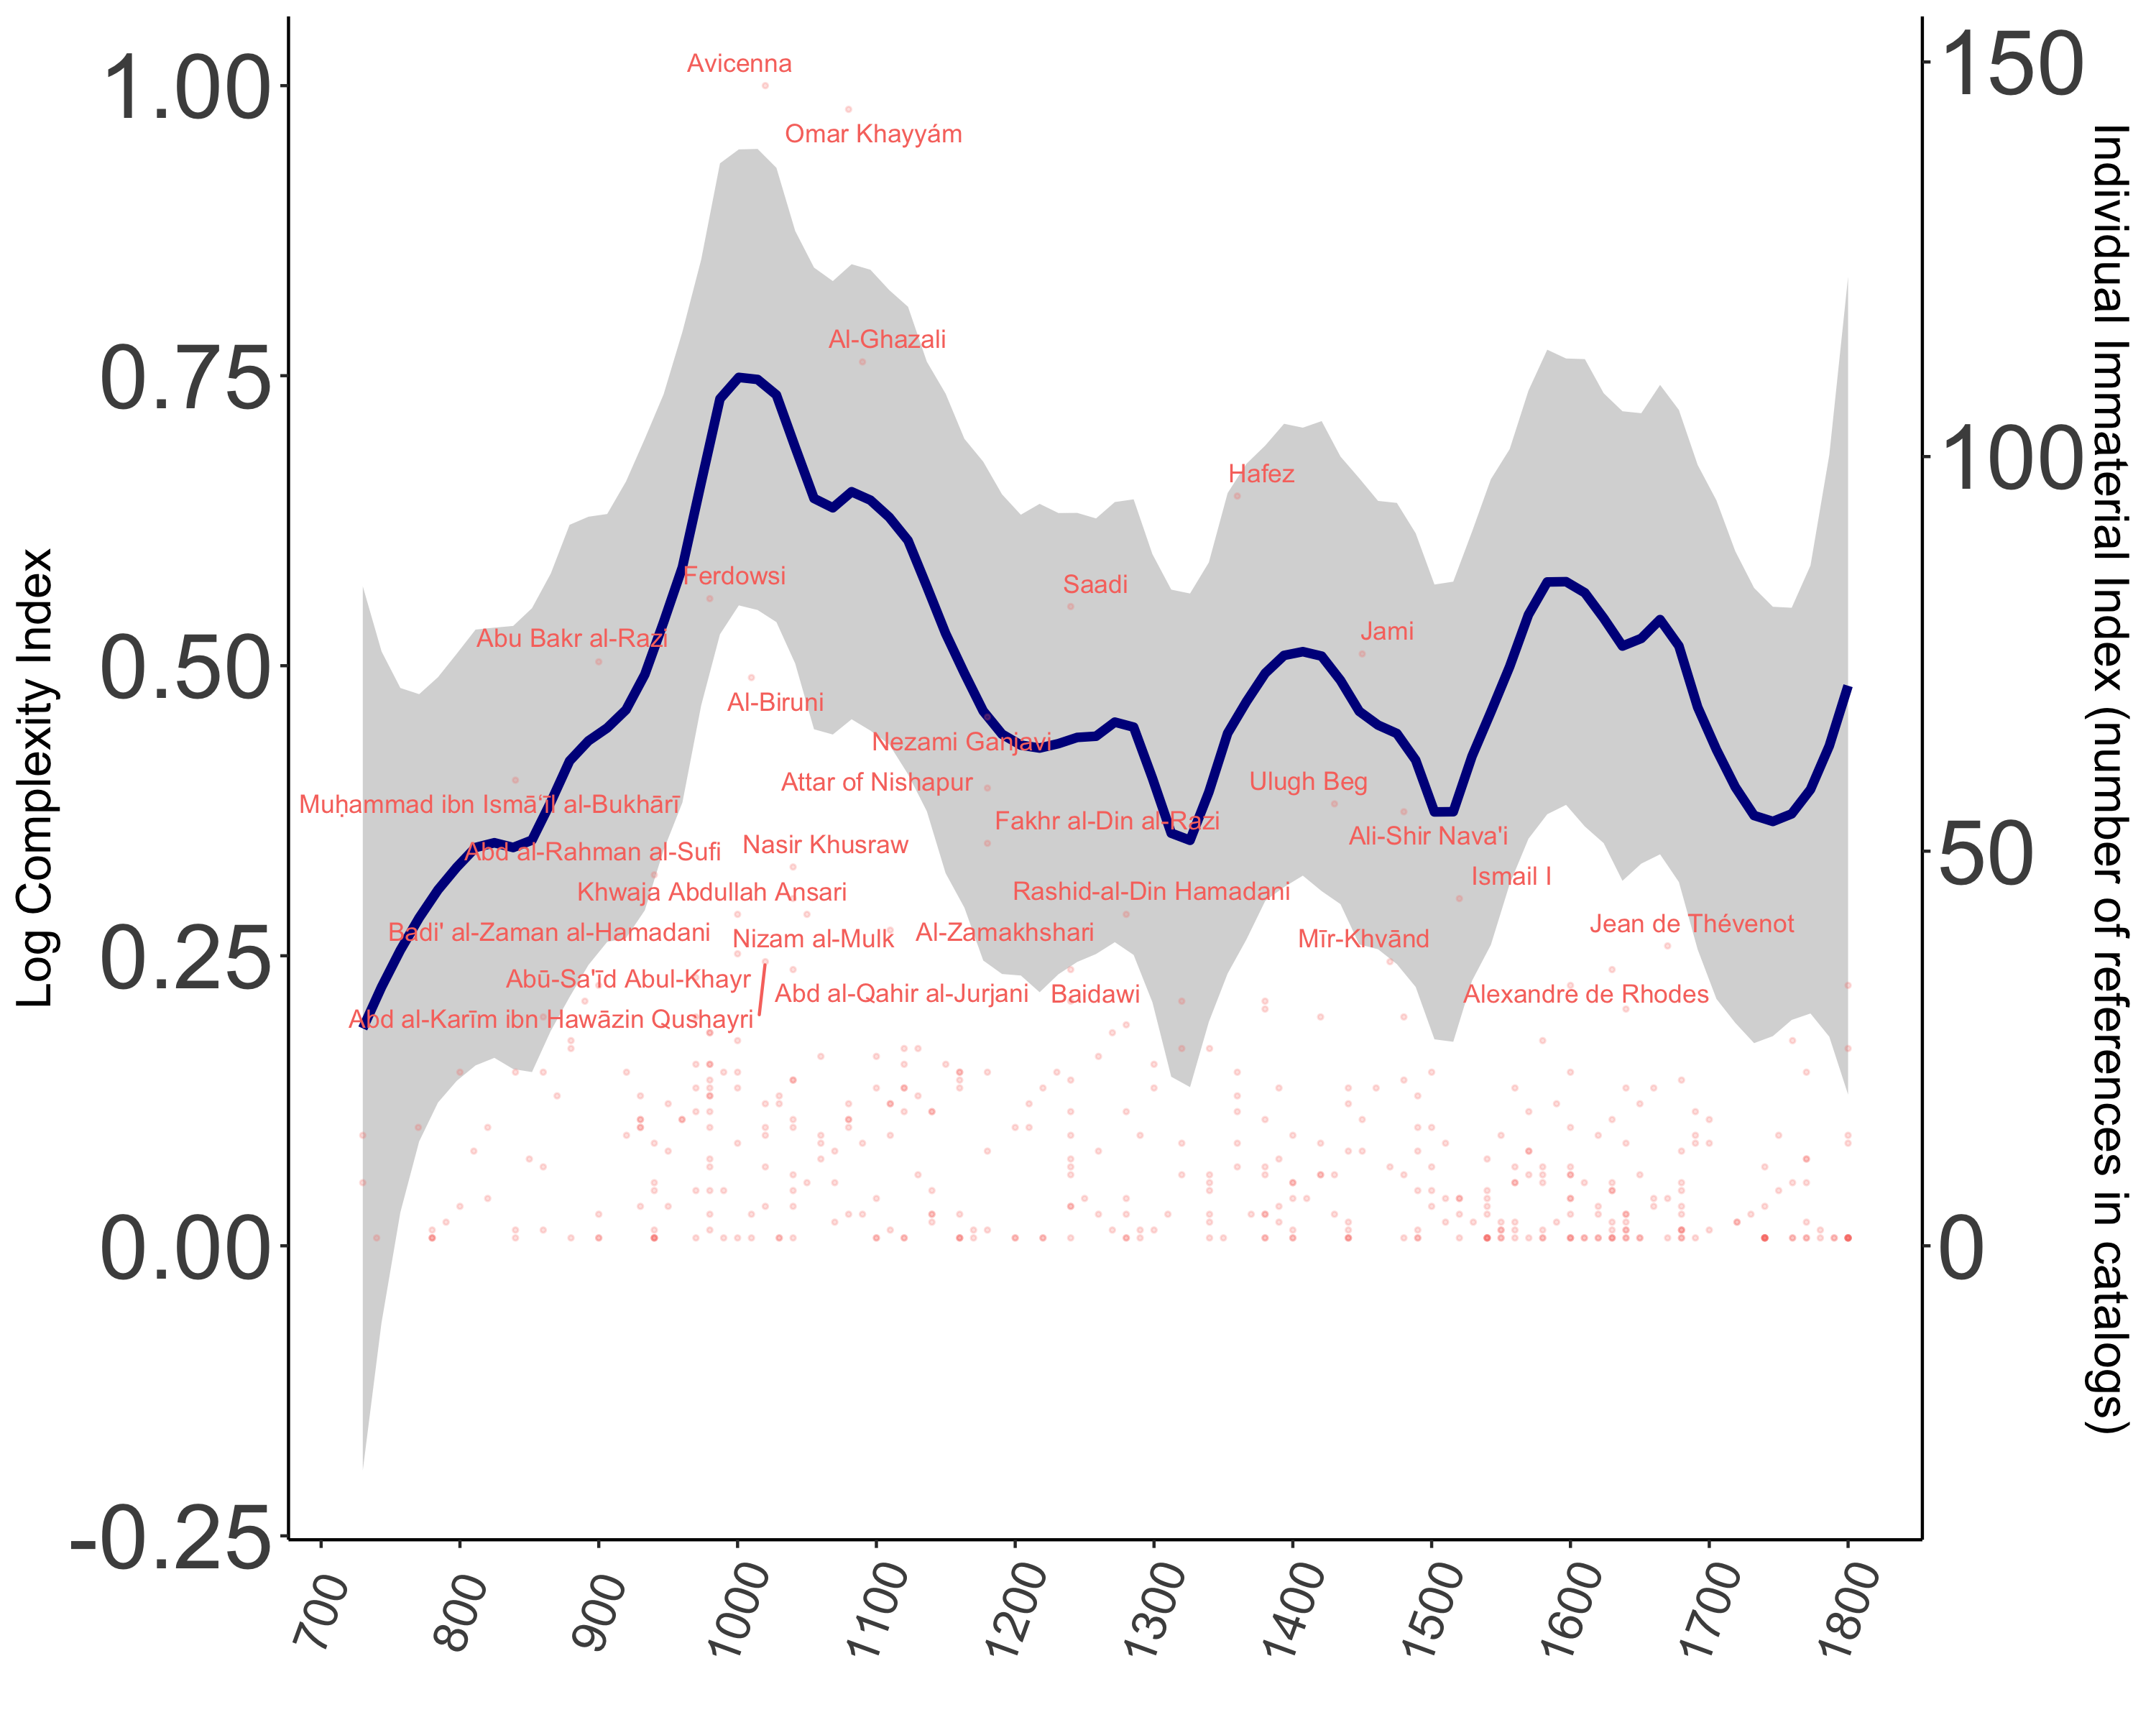 1.00
0.75
0.50
0.25
0.00
-0.25
Log Complexity Index
150
100
50
0
Individual Immaterial Index (number of references in catalogs)
Avicenna
Omar Khayyám
Al-Ghazali
Hafez
Ferdowsi
Saadi
Abu Bakr al-Razi
Jami
Al-Biruni
Nezami Ganjavi
Attar of Nishapur
Ulugh Beg
Muḥammad ibn Ismā‘īl al-Bukhārī
Fakhr al-Din al-Razi
Ali-Shir Nava'i
Abd al-Rahman al-Sufi
Nasir Khusraw
Ismail I
Khwaja Abdullah Ansari
Rashid-al-Din Hamadani
Jean de Thévenot
Badi' al-Zaman al-Hamadani
Nizam al-Mulk
Al-Zamakhshari
Mīr-Khvānd
Abū-Sa'īd Abul-Khayr
Abd al-Qahir al-Jurjani
Baidawi
Alexandre de Rhodes
Abd al-Karīm ibn Hawāzin Qushayri
700
800
900
1000
1100
1200
1300
1400
1500
1600
1700
1800